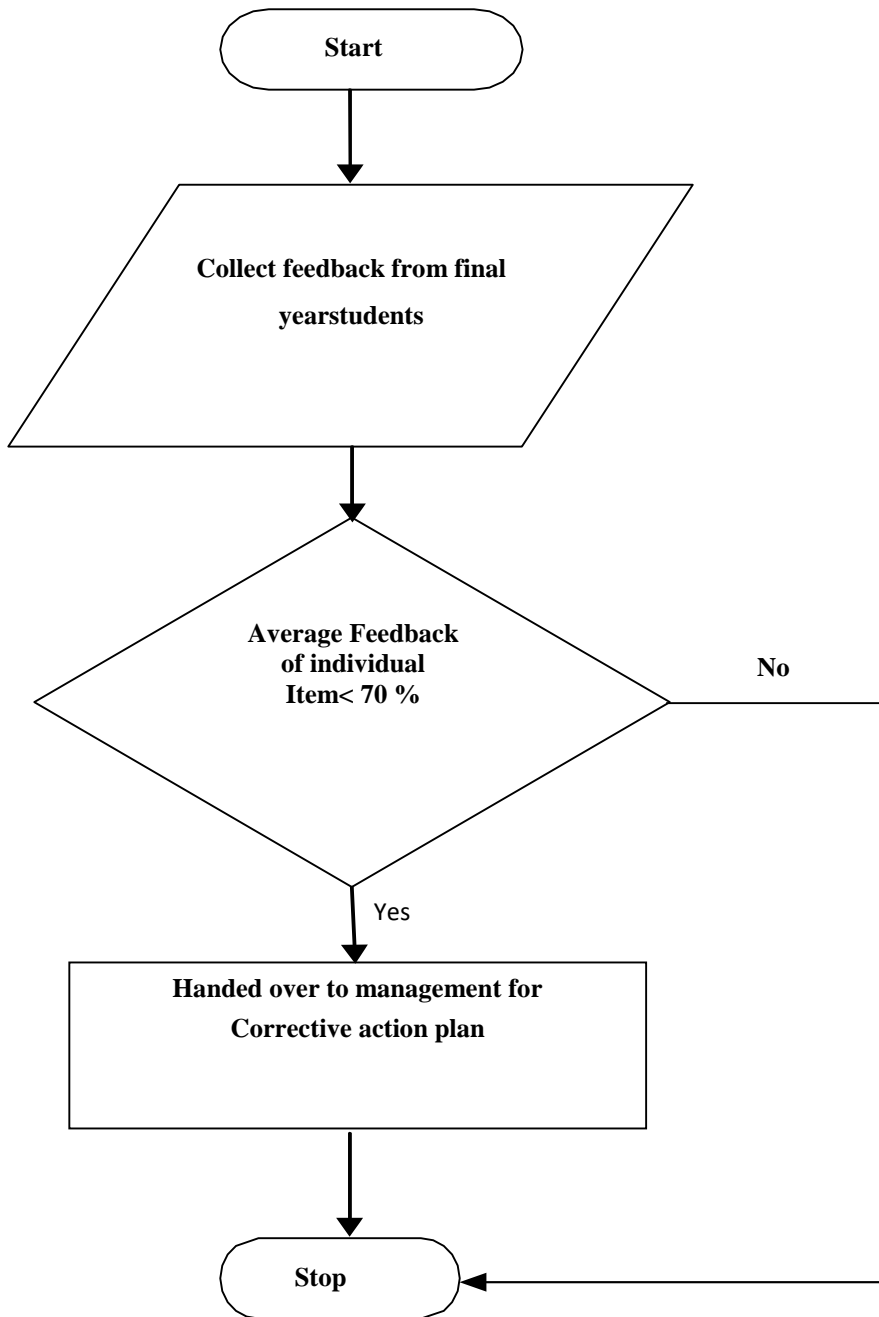 Start
Collect feedback from final
yearstudents
Average Feedback
of individual
Item< 70 %
No
Yes
Handed over to management for
Corrective action plan
Stop